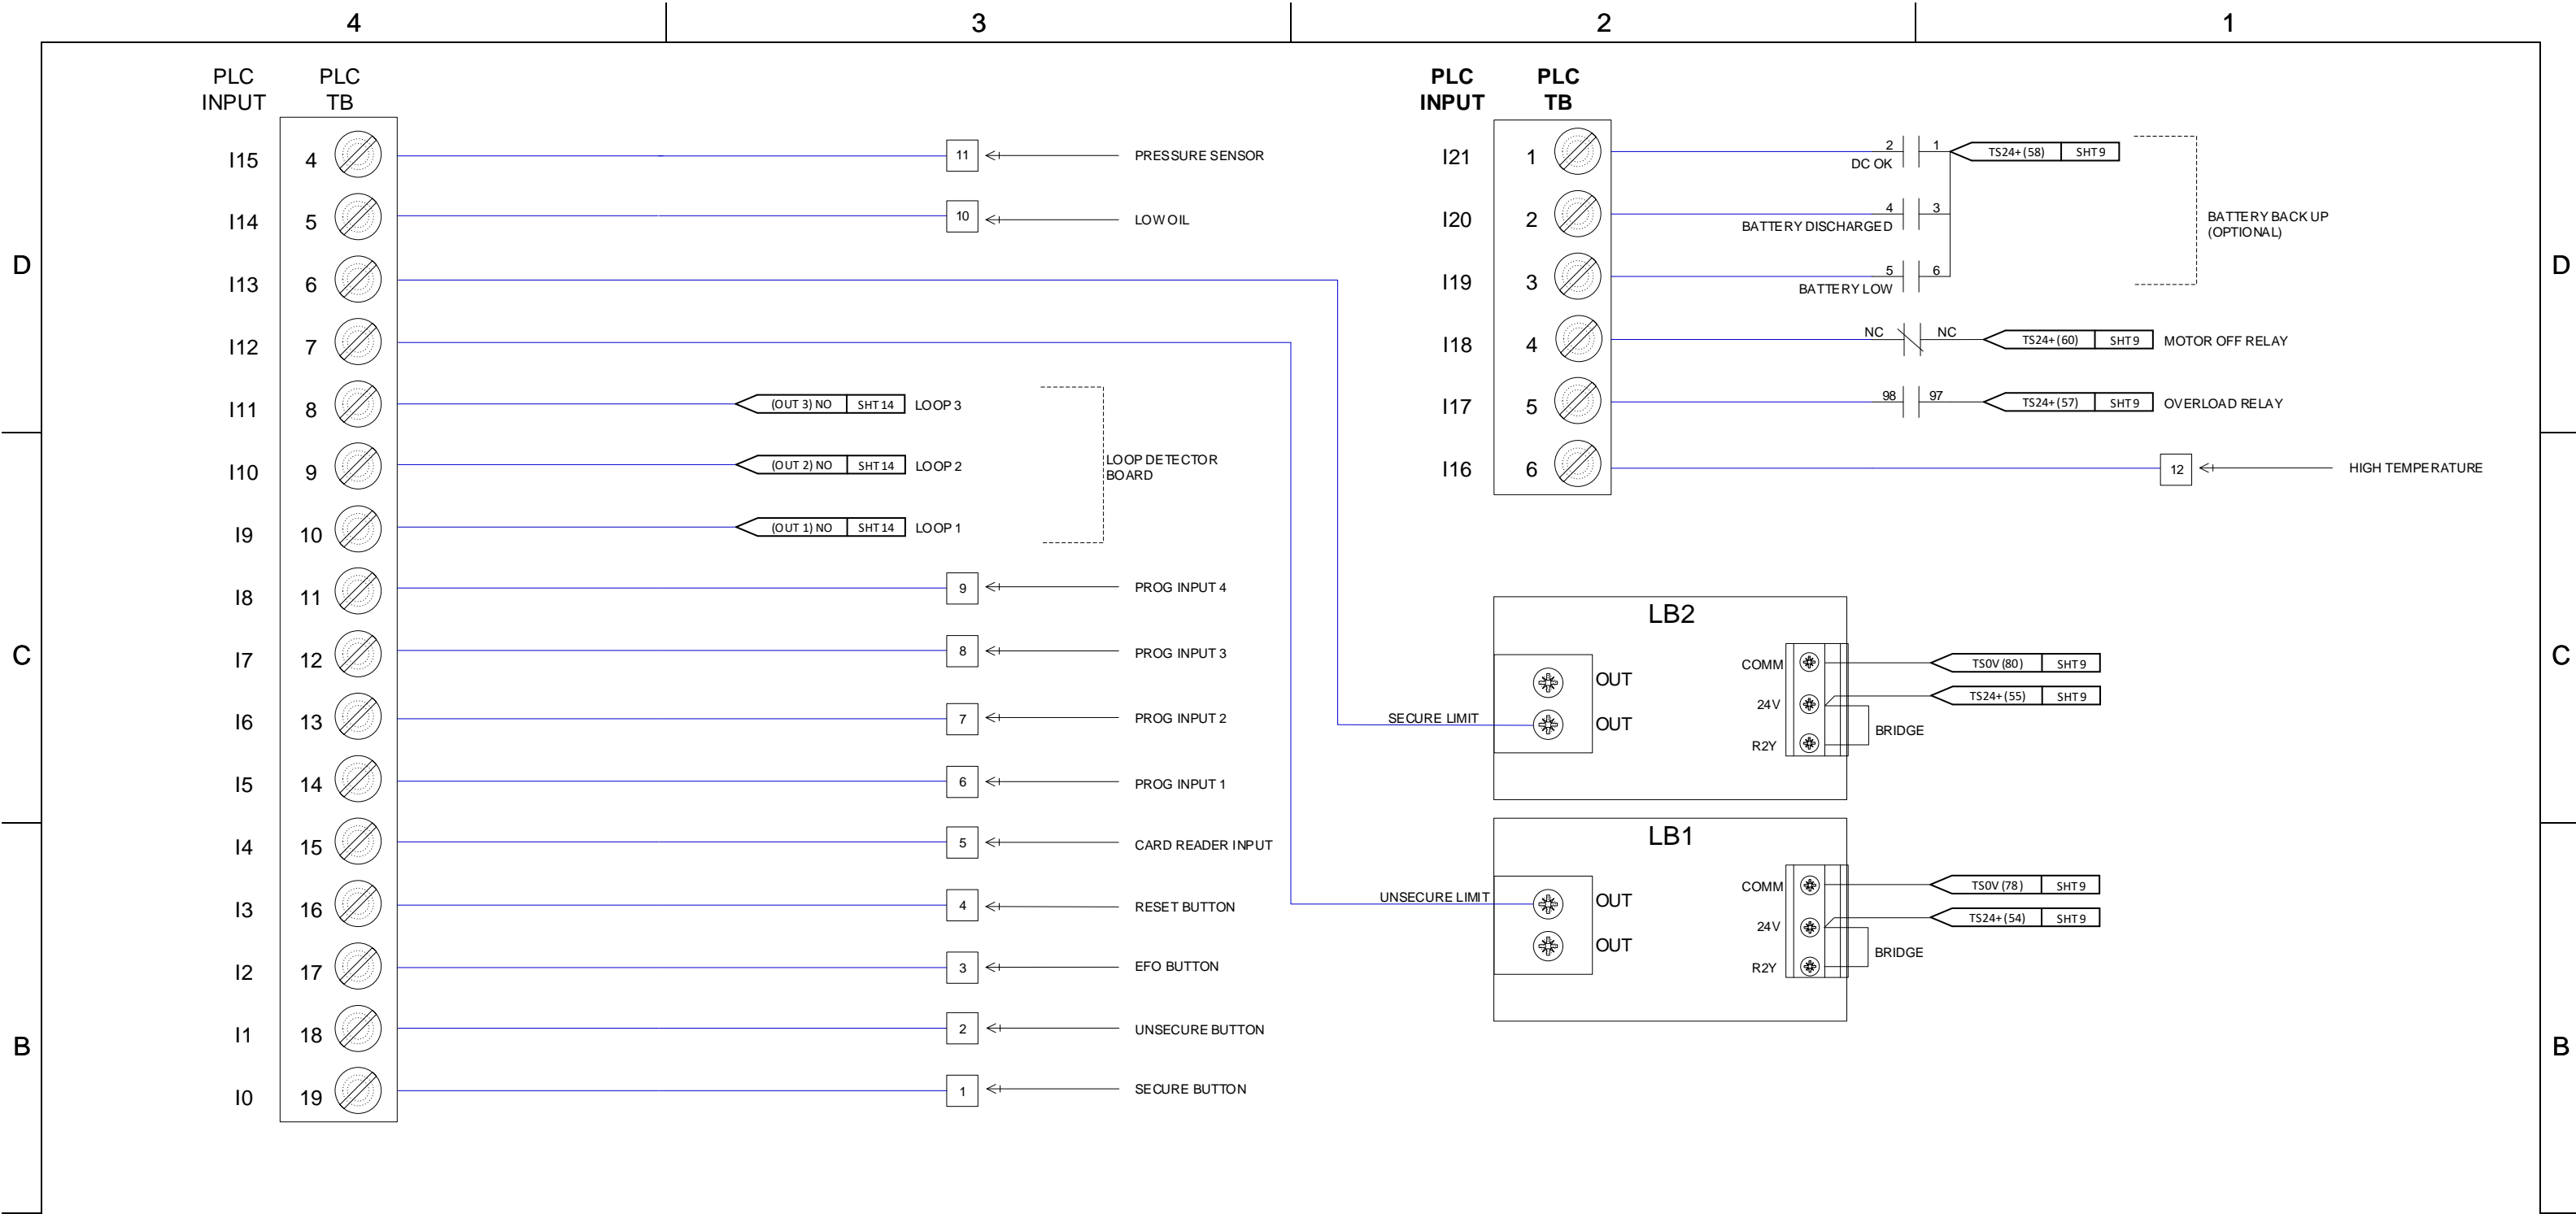 4
3
2
1
PLC
INPUT
PLC
TB
I15
4
11
PRESSURE SENSOR
I14
5
10
LOW OIL
I13
6
I12
7
I11
8
(OUT 3) NO
SHT 14
LOOP 3
I10
9
(OUT 2) NO
SHT 14
LOOP 2
LOOP DETECTOR
BOARD
I9
10
(OUT 1) NO
SHT 14
LOOP 1
I8
11
9
PROG INPUT 4
I7
12
8
PROG INPUT 3
I6
13
7
PROG INPUT 2
I5
14
6
PROG INPUT 1
I4
15
5
CARD READER INPUT
I3
16
4
RESET BUTTON
I2
17
3
EFO BUTTON
I1
18
2
UNSECURE BUTTON
I0
19
1
SECURE BUTTON
PLC
INPUT
PLC
TB
I21
1
2
1
DC OK
TS24+ (58)
SHT 9
I20
2
4
3
BATTERY DISCHARGED
BATTERY BACK UP
(OPTIONAL)
I19
3
5
6
BATTERY LOW
I18
4
NC
NC
TS24+ (60)
SHT 9
MOTOR OFF RELAY
I17
5
98
97
TS24+ (57)
SHT 9
OVERLOAD RELAY
I16
6
12
HIGH TEMPERATURE
LB2
OUT
SECURE LIMIT
OUT
COMM
TS0V (80)
SHT 9
24V
TS24+ (55)
SHT 9
R2Y
BRIDGE
LB1
UNSECURE LIMIT
OUT
OUT
COMM
TS0V (78)
SHT 9
24V
TS24+ (54)
SHT 9
R2Y
BRIDGE
D
C
B
D
C
B